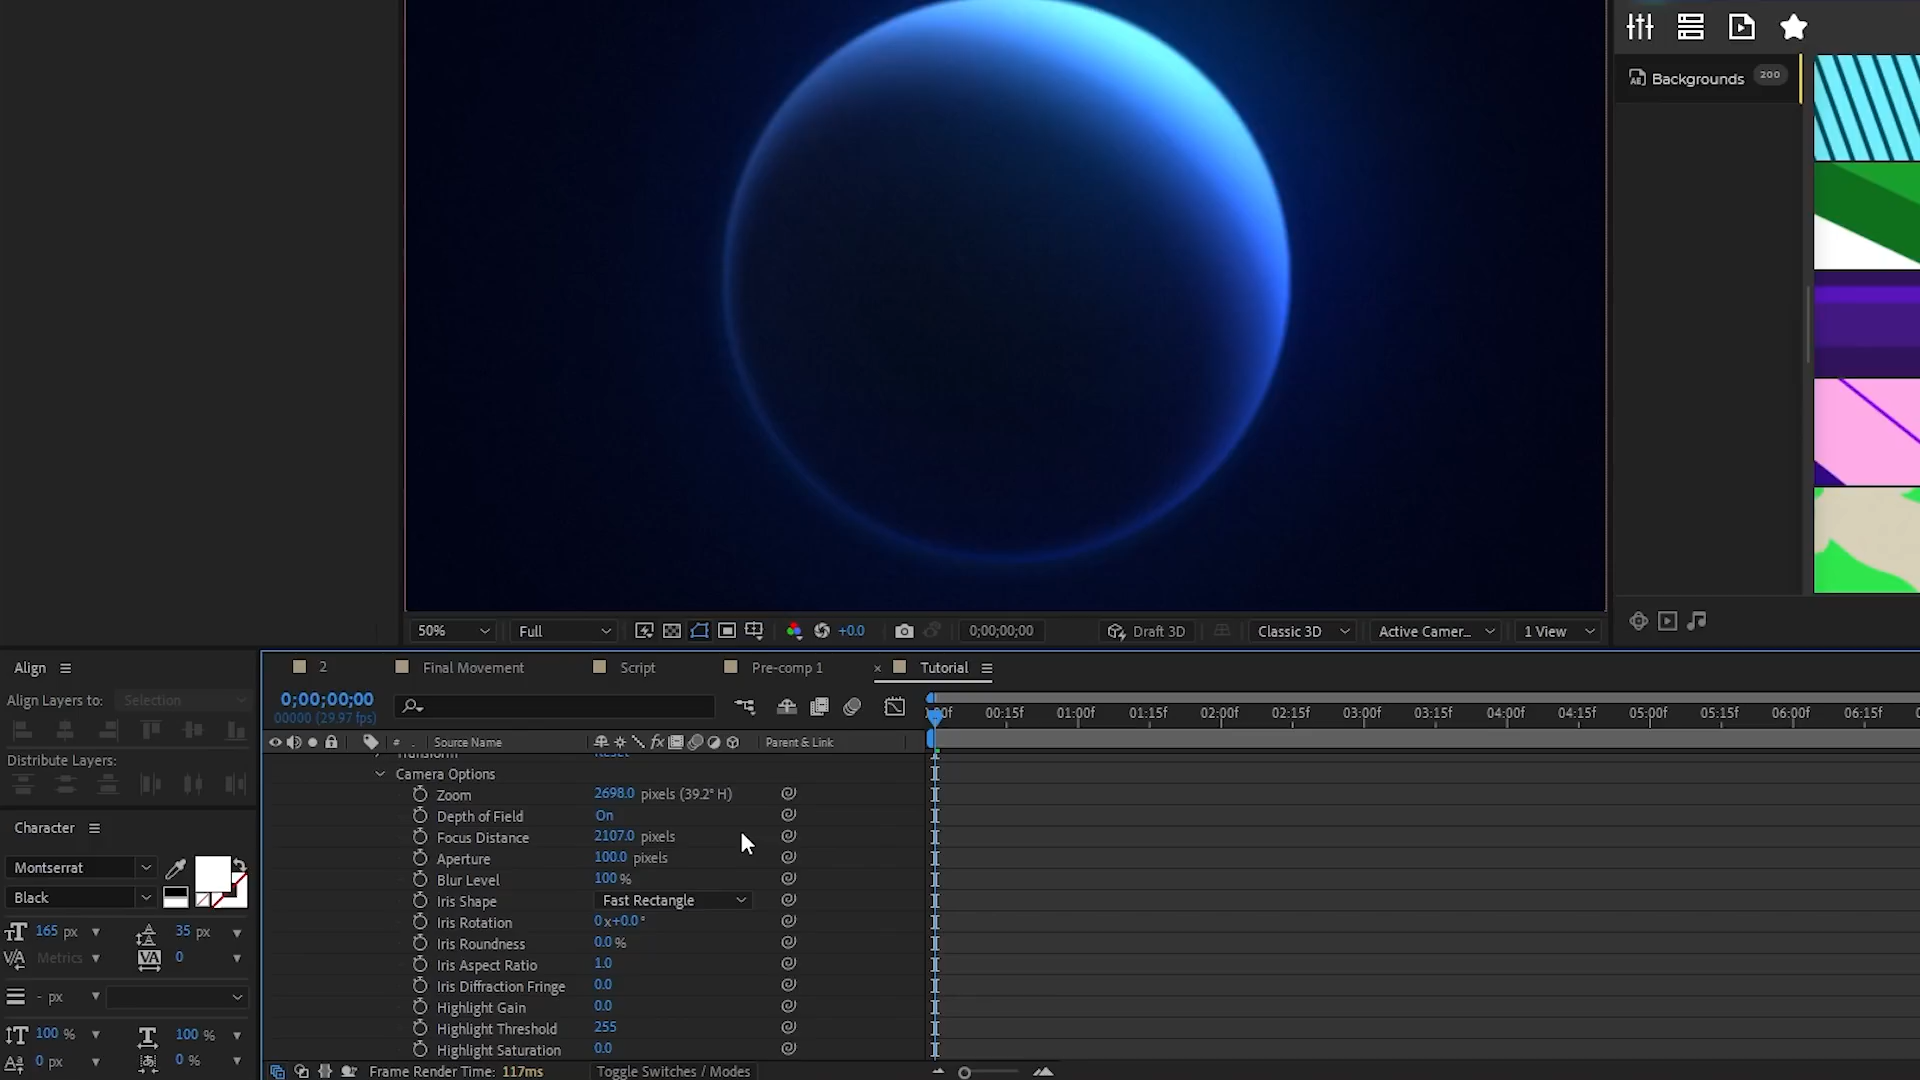 Backgrounds 200
50% Full +0.0 0;00;00;00 Draft 3D Classic 3D Active Camer... 1 View
Align
Align Layers to: Selection
Distribute Layers:
Character
Montserrat
Black
165 px 35 px
Metrics 0
- px
100 % 100 %
0 px 0 %
2 Final Movement Script Pre-comp 1 × Tutorial
0;00;00;00
00000 (29.97 fps)
00:15f 01:00f 01:15f 02:00f 02:15f 03:00f 03:15f 04:00f 04:15f 05:00f 05:15f 06:00f 06:15f
# . Source Name fx Parent & Link
Transform Reset
Camera Options
Zoom 2698.0 pixels (39.2° H)
Depth of Field On
Focus Distance 2107.0 pixels
Aperture 100.0 pixels
Blur Level 100 %
Iris Shape Fast Rectangle
Iris Rotation 0 x+0.0 °
Iris Roundness 0.0 %
Iris Aspect Ratio 1.0
Iris Diffraction Fringe 0.0
Highlight Gain 0.0
Highlight Threshold 255
Highlight Saturation 0.0
Frame Render Time: 117ms Toggle Switches / Modes